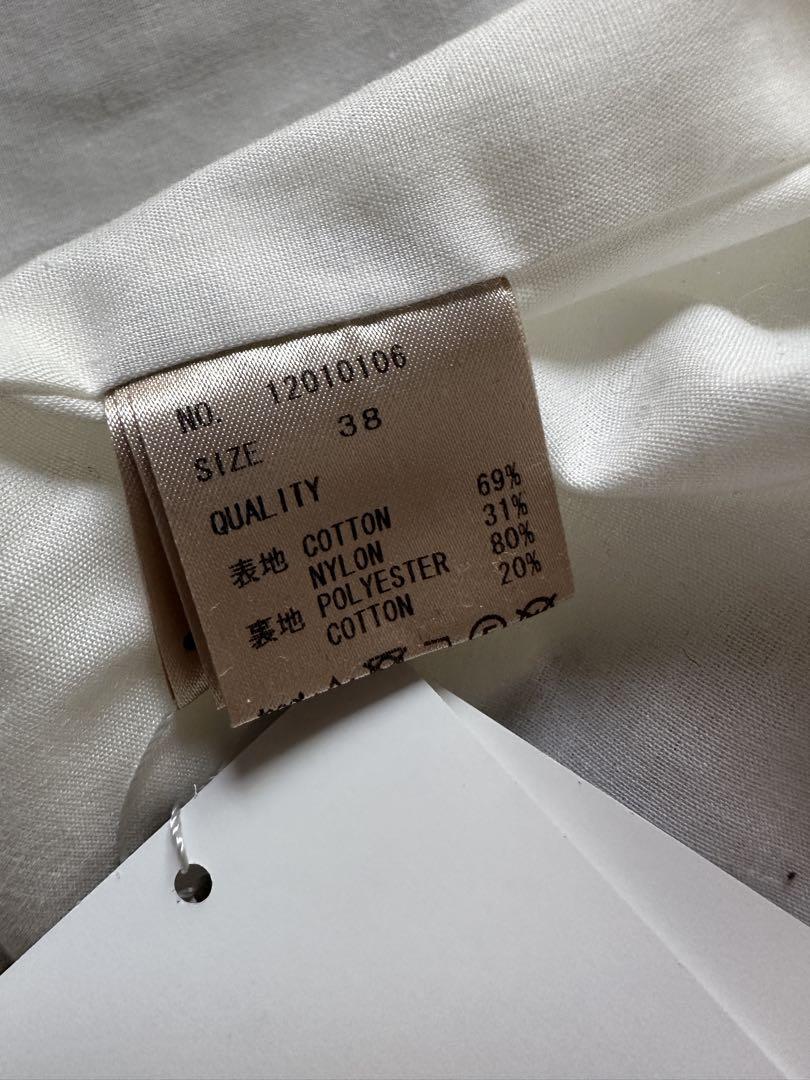 NO. 12010106
SIZE 38
QUALITY
表地 COTTON 69%
NYLON 31%
裏地 POLYESTER 80%
COTTON 20%